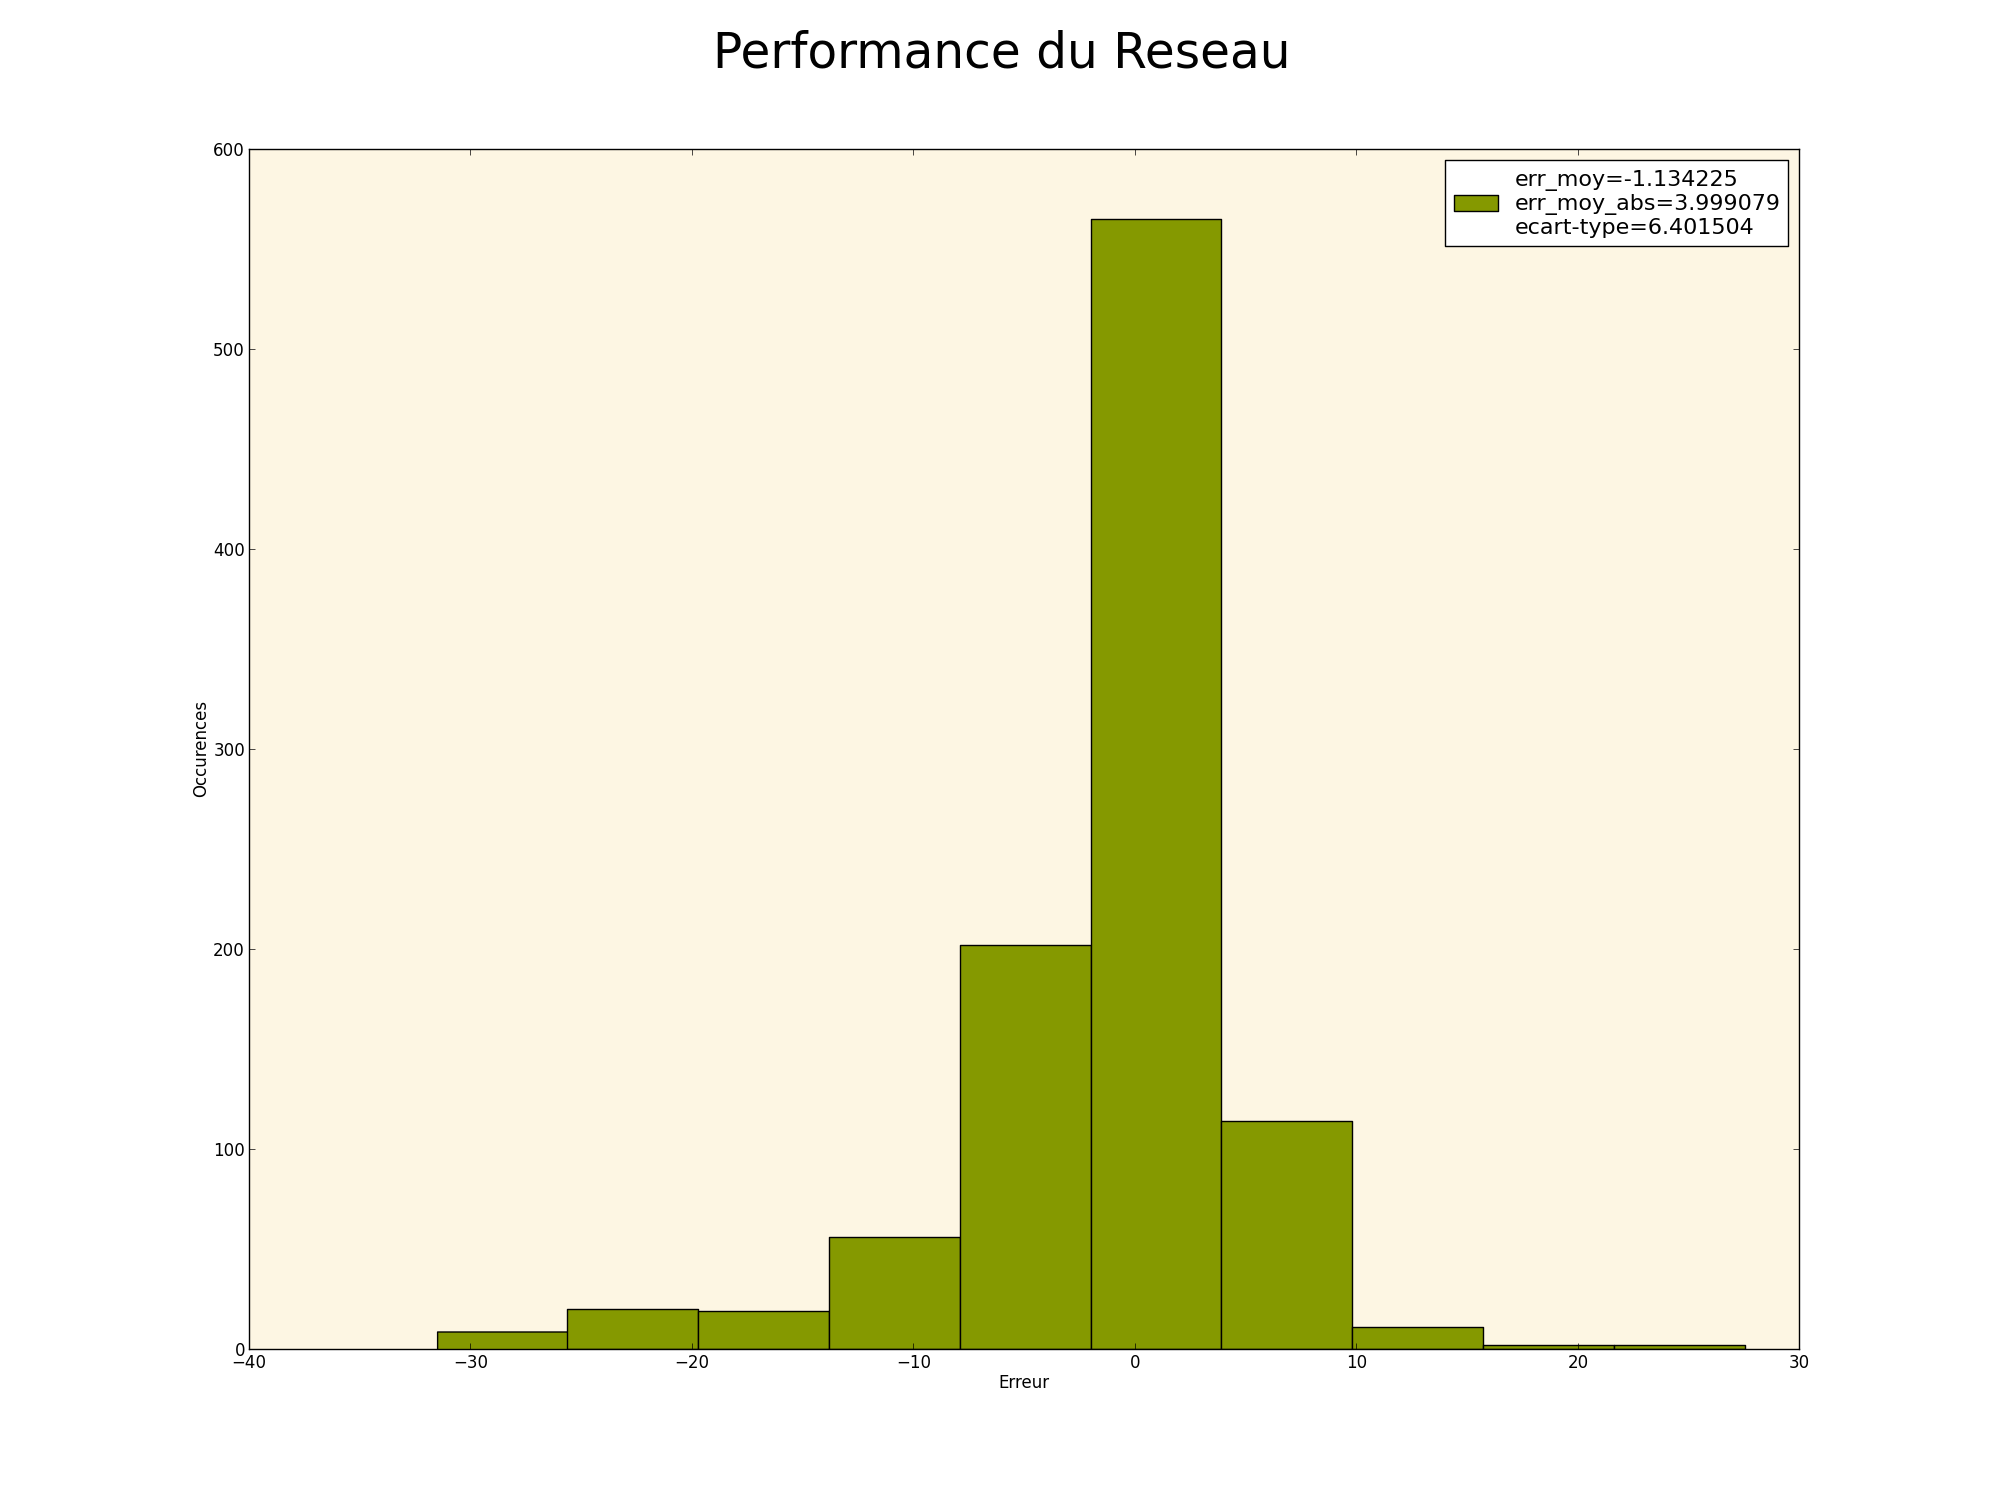 Performance du Reseau
err_moy=-1.134225
err_moy_abs=3.999079
ecart-type=6.401504
600
500
400
300
200
100
0
Occurences
−40
−30
−20
−10
0
10
20
30
Erreur